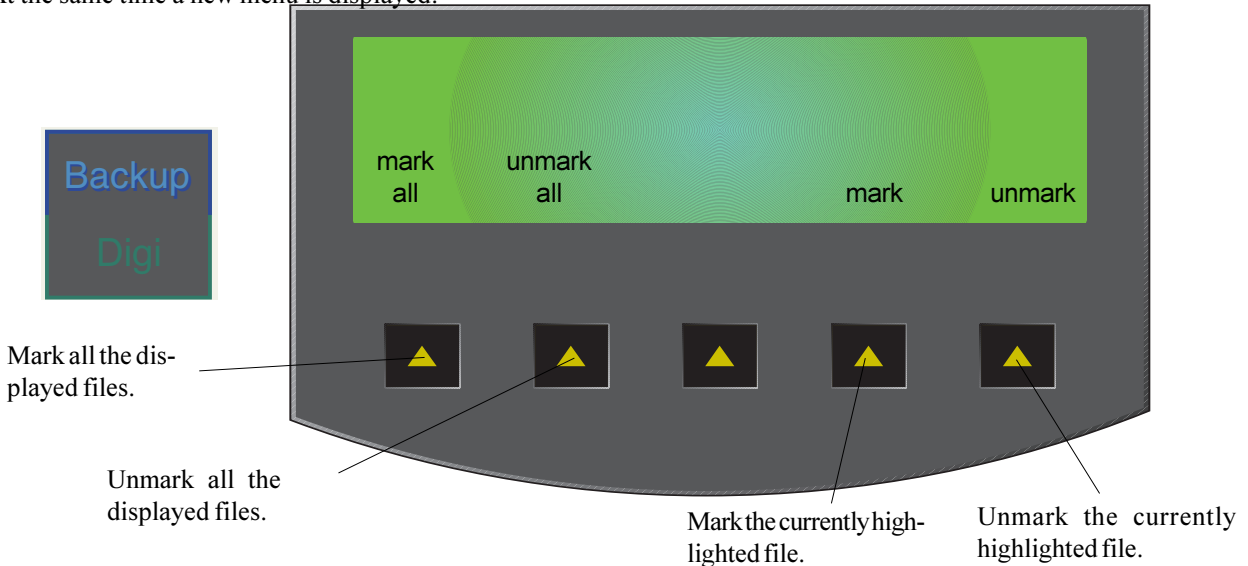 At the same time a new menu is displayed.
mark all
unmark all
mark
unmark
Backup
Digi
Mark all the dis-
played files.
Unmark all the
displayed files.
Mark the currently high-
lighted file.
Unmark the currently
highlighted file.